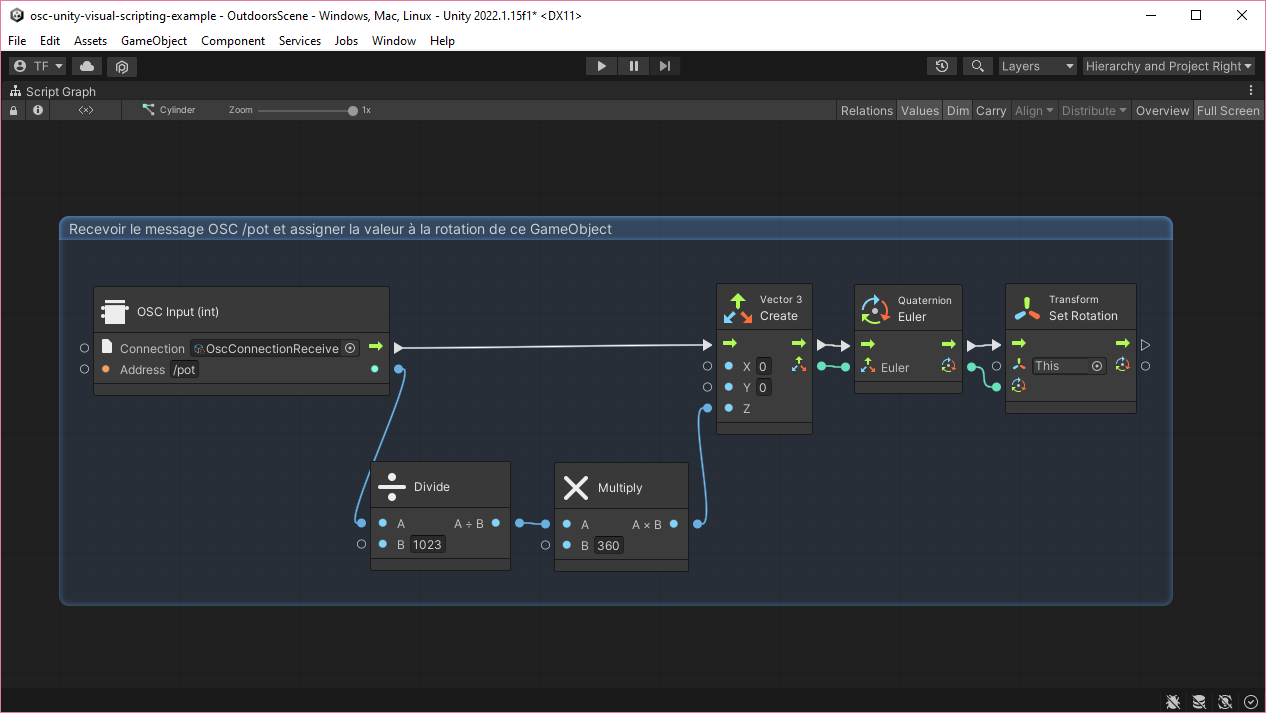 osc-unity-visual-scripting-example - OutdoorsScene - Windows, Mac, Linux - Unity 2022.1.15f1* <DX11>
File Edit Assets GameObject Component Services Jobs Window Help
TF Layers Hierarchy and Project Right
Script Graph
<×> Cylinder Zoom 1x Relations Values Dim Carry Align Distribute Overview Full Screen
Recevoir le message OSC /pot et assigner la valeur à la rotation de ce GameObject
OSC Input (int)
Connection OscConnectionReceive
Address /pot
Vector 3
Create
X 0
Y 0
Z
Quaternion
Euler
Euler
Transform
Set Rotation
This
Divide
A A ÷ B
B 1023
Multiply
A A × B
B 360